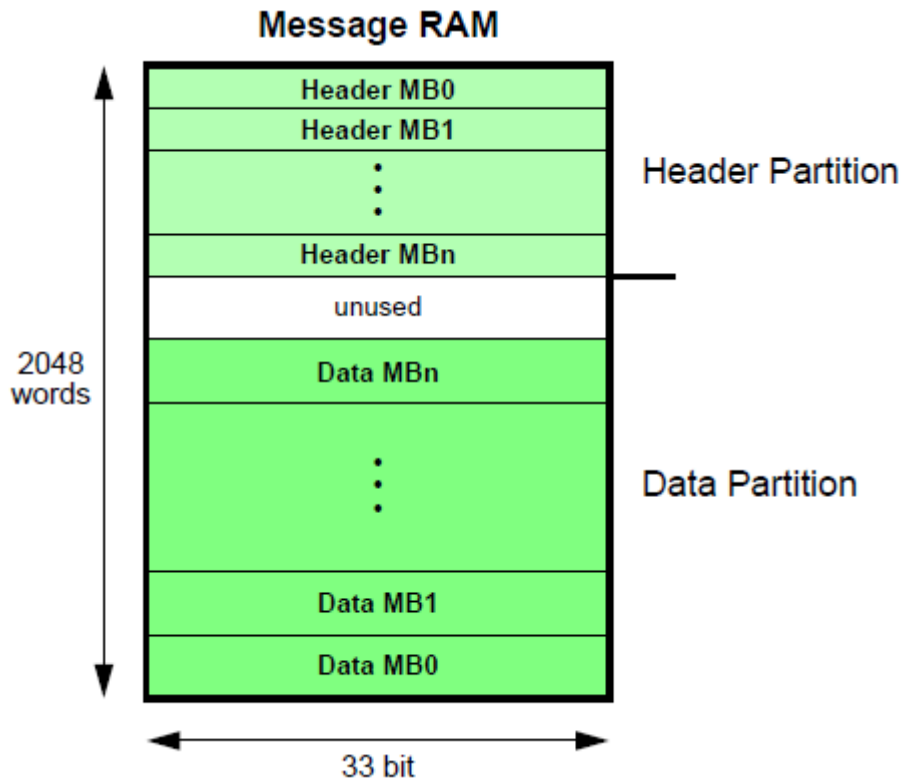 Message RAM
Header MB0
Header MB1
Header Partition
Header MBn
unused
2048
words
Data MBn
Data Partition
Data MB1
Data MB0
33 bit